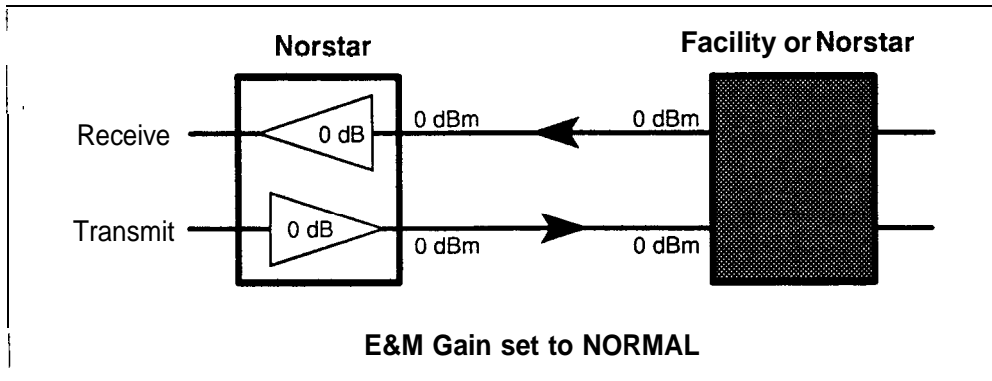 Norstar
Facility or Norstar
Receive
0 dB
0 dBm
0 dBm
Transmit
0 dB
0 dBm
0 dBm
E&M Gain set to NORMAL